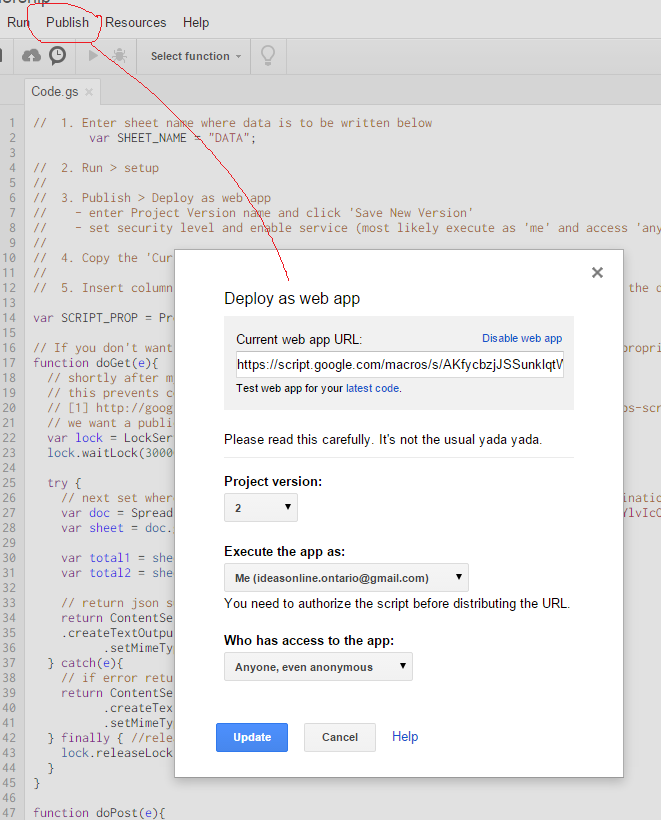 Run Publish Resources Help
Select function
Code.gs
1 // 1. Enter sheet name where data is to be written below
2 var SHEET_NAME = "DATA";
3
4 // 2. Run > setup
5 //
6 // 3. Publish > Deploy as web app
7 // - enter Project Version name and click 'Save New Version'
8 // - set security level and enable service (most likely execute as 'me' and access 'any
9 //
10 // 4. Copy the 'Cur
11 //
12 // 5. Insert column the d
13
14 var SCRIPT_PROP = Pr
15
16 // If you don't want propri
17 function doGet(e){
18 // shortly after m
19 // this prevents c
20 // [1] http://goog os-scr
21 // we want a publi
22 var lock = LockSer
23 lock.waitLock(3000
24
25 try {
26 // next set wher inatio
27 var doc = Spread
28 var sheet = doc.
29
30 var total1 = she
31 var total2 = she
32
33 // return json s
34 return ContentSe
35 .createTextOutpu
36 .setMimeTy
37 } catch(e){
38 // if error retu
39 return ContentSe
40 .createTex
41 .setMimeTy
42 } finally { //relea
43 lock.releaseLock
44 }
45 }
46
47 function doPost(e){
Deploy as web app
Current web app URL: Disable web app
https://script.google.com/macros/s/AKfycbzjJSSunkIqtW
Test web app for your latest code.
Please read this carefully. It's not the usual yada yada.
Project version:
2
Execute the app as:
Me (ideasonline.ontario@gmail.com)
You need to authorize the script before distributing the URL.
Who has access to the app:
Anyone, even anonymous
Update Cancel Help